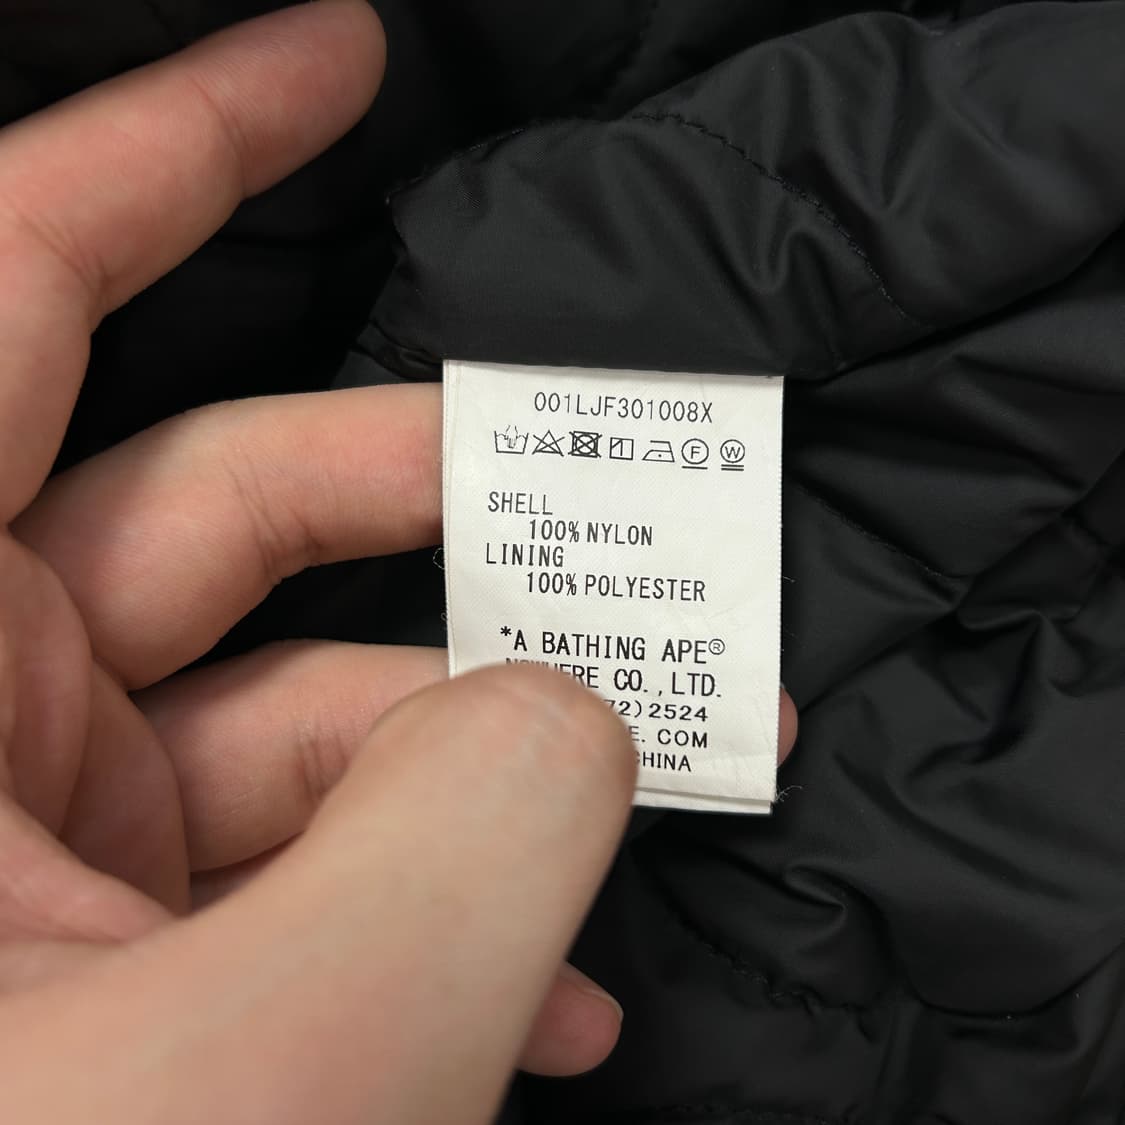 001LJF301008X
F W
SHELL
100% NYLON
LINING
100% POLYESTER
*A BATHING APE®
CO.,LTD.
2524
COM